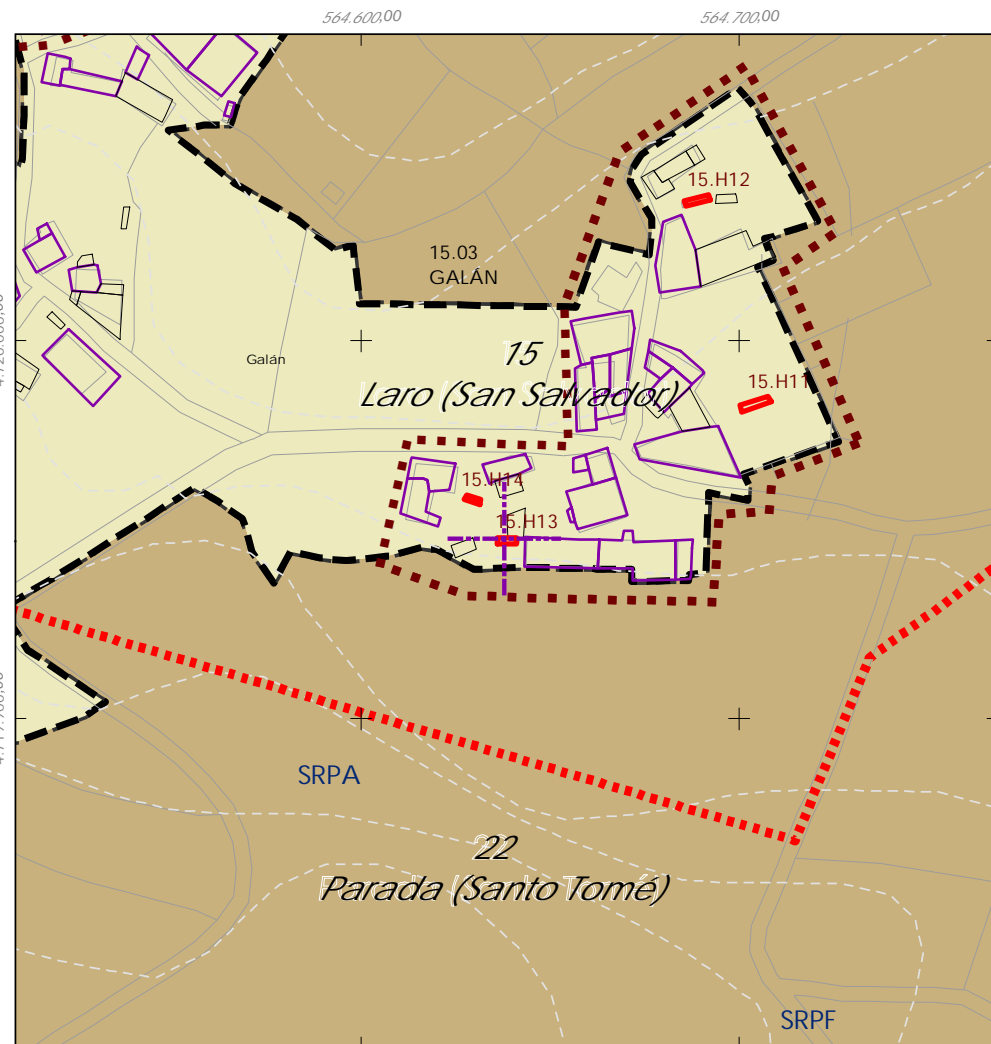 564.600,00
564.700,00
15.H12
15.03
GALÁN
Galán
15
Laro (San Salvador)
15.H11
15.H14
15.H13
SRPA
22
Parada (Santo Tomé)
SRPF